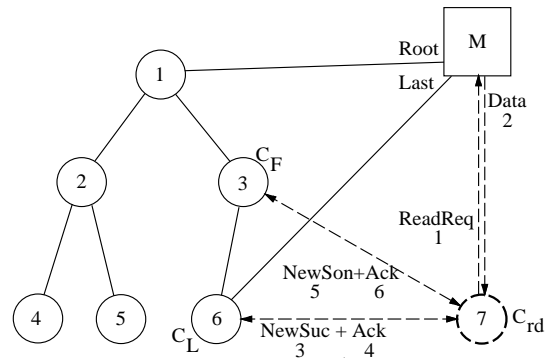 M
Root
1
Last
Data
2
C_F
2
3
ReadReq
1
NewSon+Ack
5 6
4
5
6
7
C_rd
C_L
NewSuc + Ack
3 4